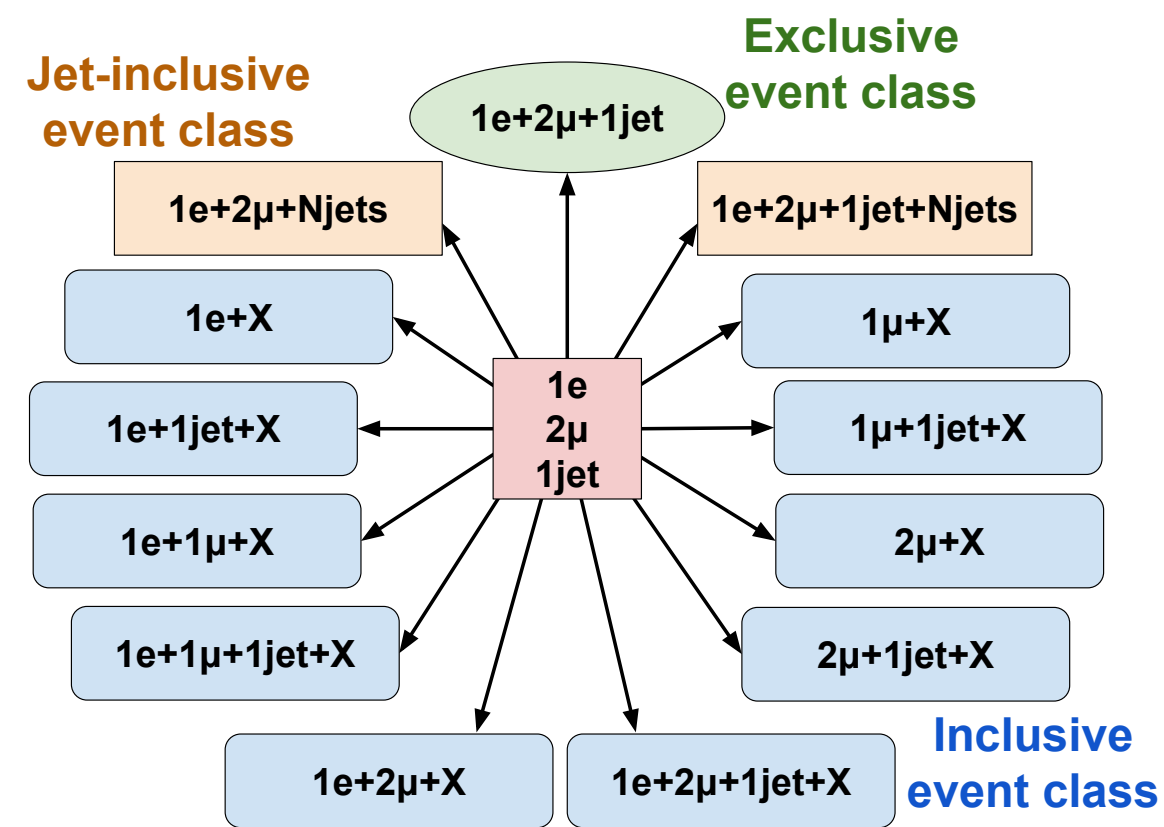 Jet-inclusive
event class
Exclusive
event class
1e+2μ+1jet
1e+2μ+Njets
1e+2μ+1jet+Njets
1e+X
1μ+X
1e
2μ
1jet
1e+1jet+X
1μ+1jet+X
1e+1μ+X
2μ+X
1e+1μ+1jet+X
2μ+1jet+X
1e+2μ+X
1e+2μ+1jet+X
Inclusive
event class